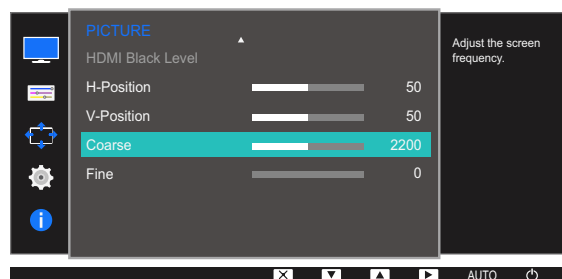 PICTURE
HDMI Black Level
H-Position 50
V-Position 50
Coarse 2200
Fine 0
Adjust the screen
frequency.
AUTO